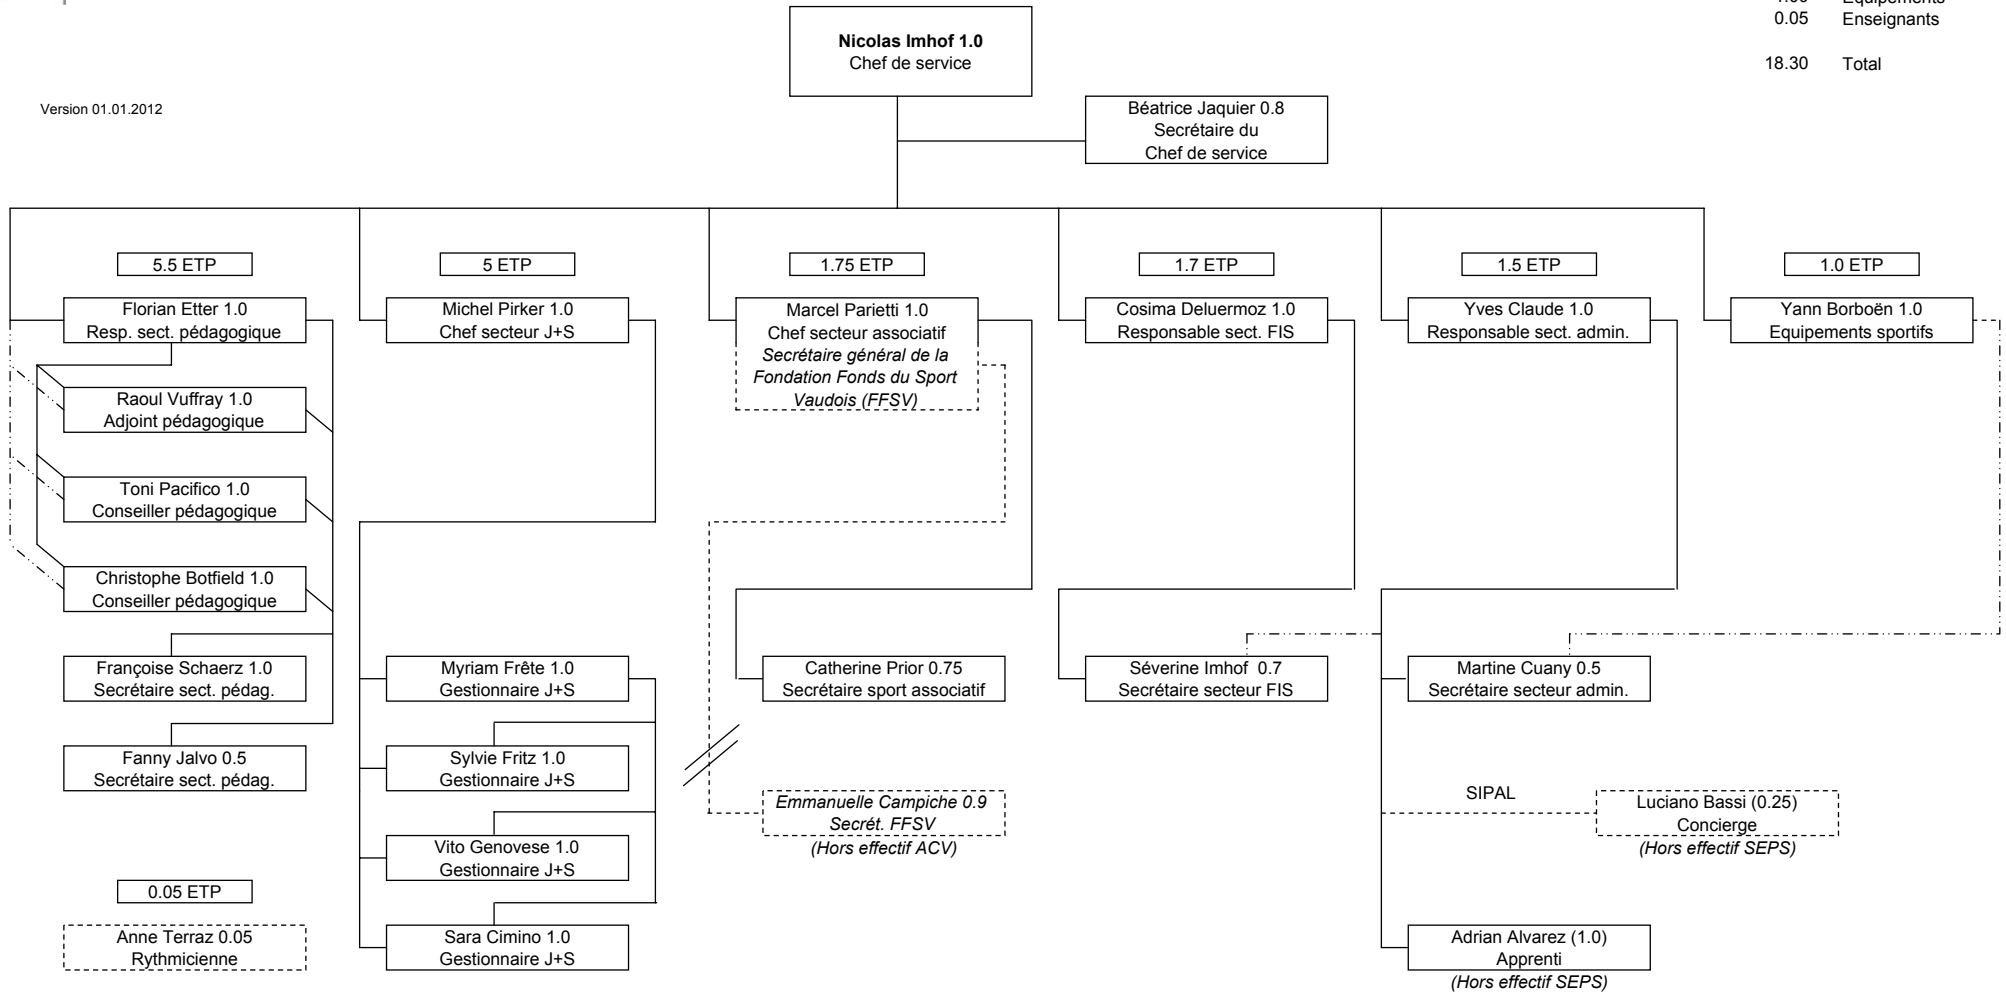 Equipements
0.05 Enseignants
18.30 Total
Nicolas Imhof 1.0
Chef de service
Version 01.01.2012
Béatrice Jaquier 0.8
Secrétaire du
Chef de service
5.5 ETP
5 ETP
1.75 ETP
1.7 ETP
1.5 ETP
1.0 ETP
Florian Etter 1.0
Resp. sect. pédagogique
Michel Pirker 1.0
Chef secteur J+S
Marcel Parietti 1.0
Chef secteur associatif
Secrétaire général de la
Fondation Fonds du Sport
Vaudois (FFSV)
Cosima Deluermoz 1.0
Responsable sect. FIS
Yves Claude 1.0
Responsable sect. admin.
Yann Borboën 1.0
Equipements sportifs
Raoul Vuffray 1.0
Adjoint pédagogique
Toni Pacifico 1.0
Conseiller pédagogique
Christophe Botfield 1.0
Conseiller pédagogique
Françoise Schaerz 1.0
Secrétaire sect. pédag.
Myriam Frête 1.0
Gestionnaire J+S
Catherine Prior 0.75
Secrétaire sport associatif
Séverine Imhof 0.7
Secrétaire secteur FIS
Martine Cuany 0.5
Secrétaire secteur admin.
Fanny Jalvo 0.5
Secrétaire sect. pédag.
Sylvie Fritz 1.0
Gestionnaire J+S
Emmanuelle Campiche 0.9
Secrét. FFSV
(Hors effectif ACV)
SIPAL
Luciano Bassi (0.25)
Concierge
(Hors effectif SEPS)
Vito Genovese 1.0
Gestionnaire J+S
0.05 ETP
Anne Terraz 0.05
Rythmicienne
Sara Cimino 1.0
Gestionnaire J+S
Adrian Alvarez (1.0)
Apprenti
(Hors effectif SEPS)